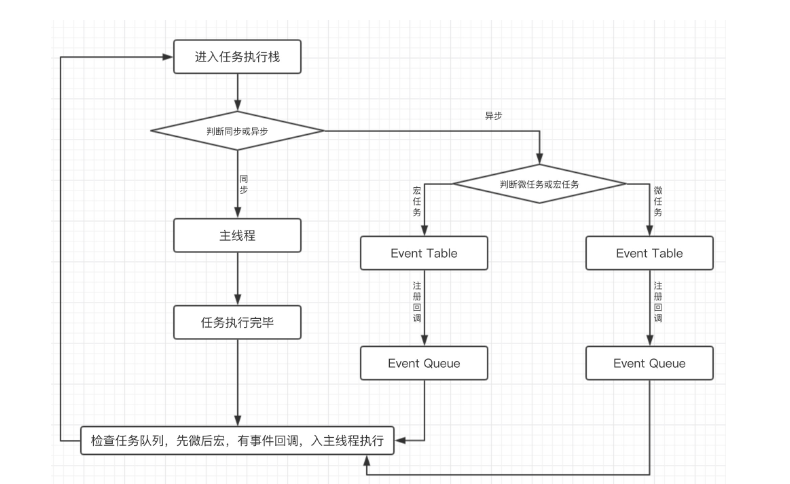 进入任务执行栈
异步
判断同步或异步
同步
判断微任务或宏任务
宏任务
微任务
主线程
Event Table
Event Table
注册回调
注册回调
任务执行完毕
Event Queue
Event Queue
检查任务队列，先微后宏，有事件回调，入主线程执行